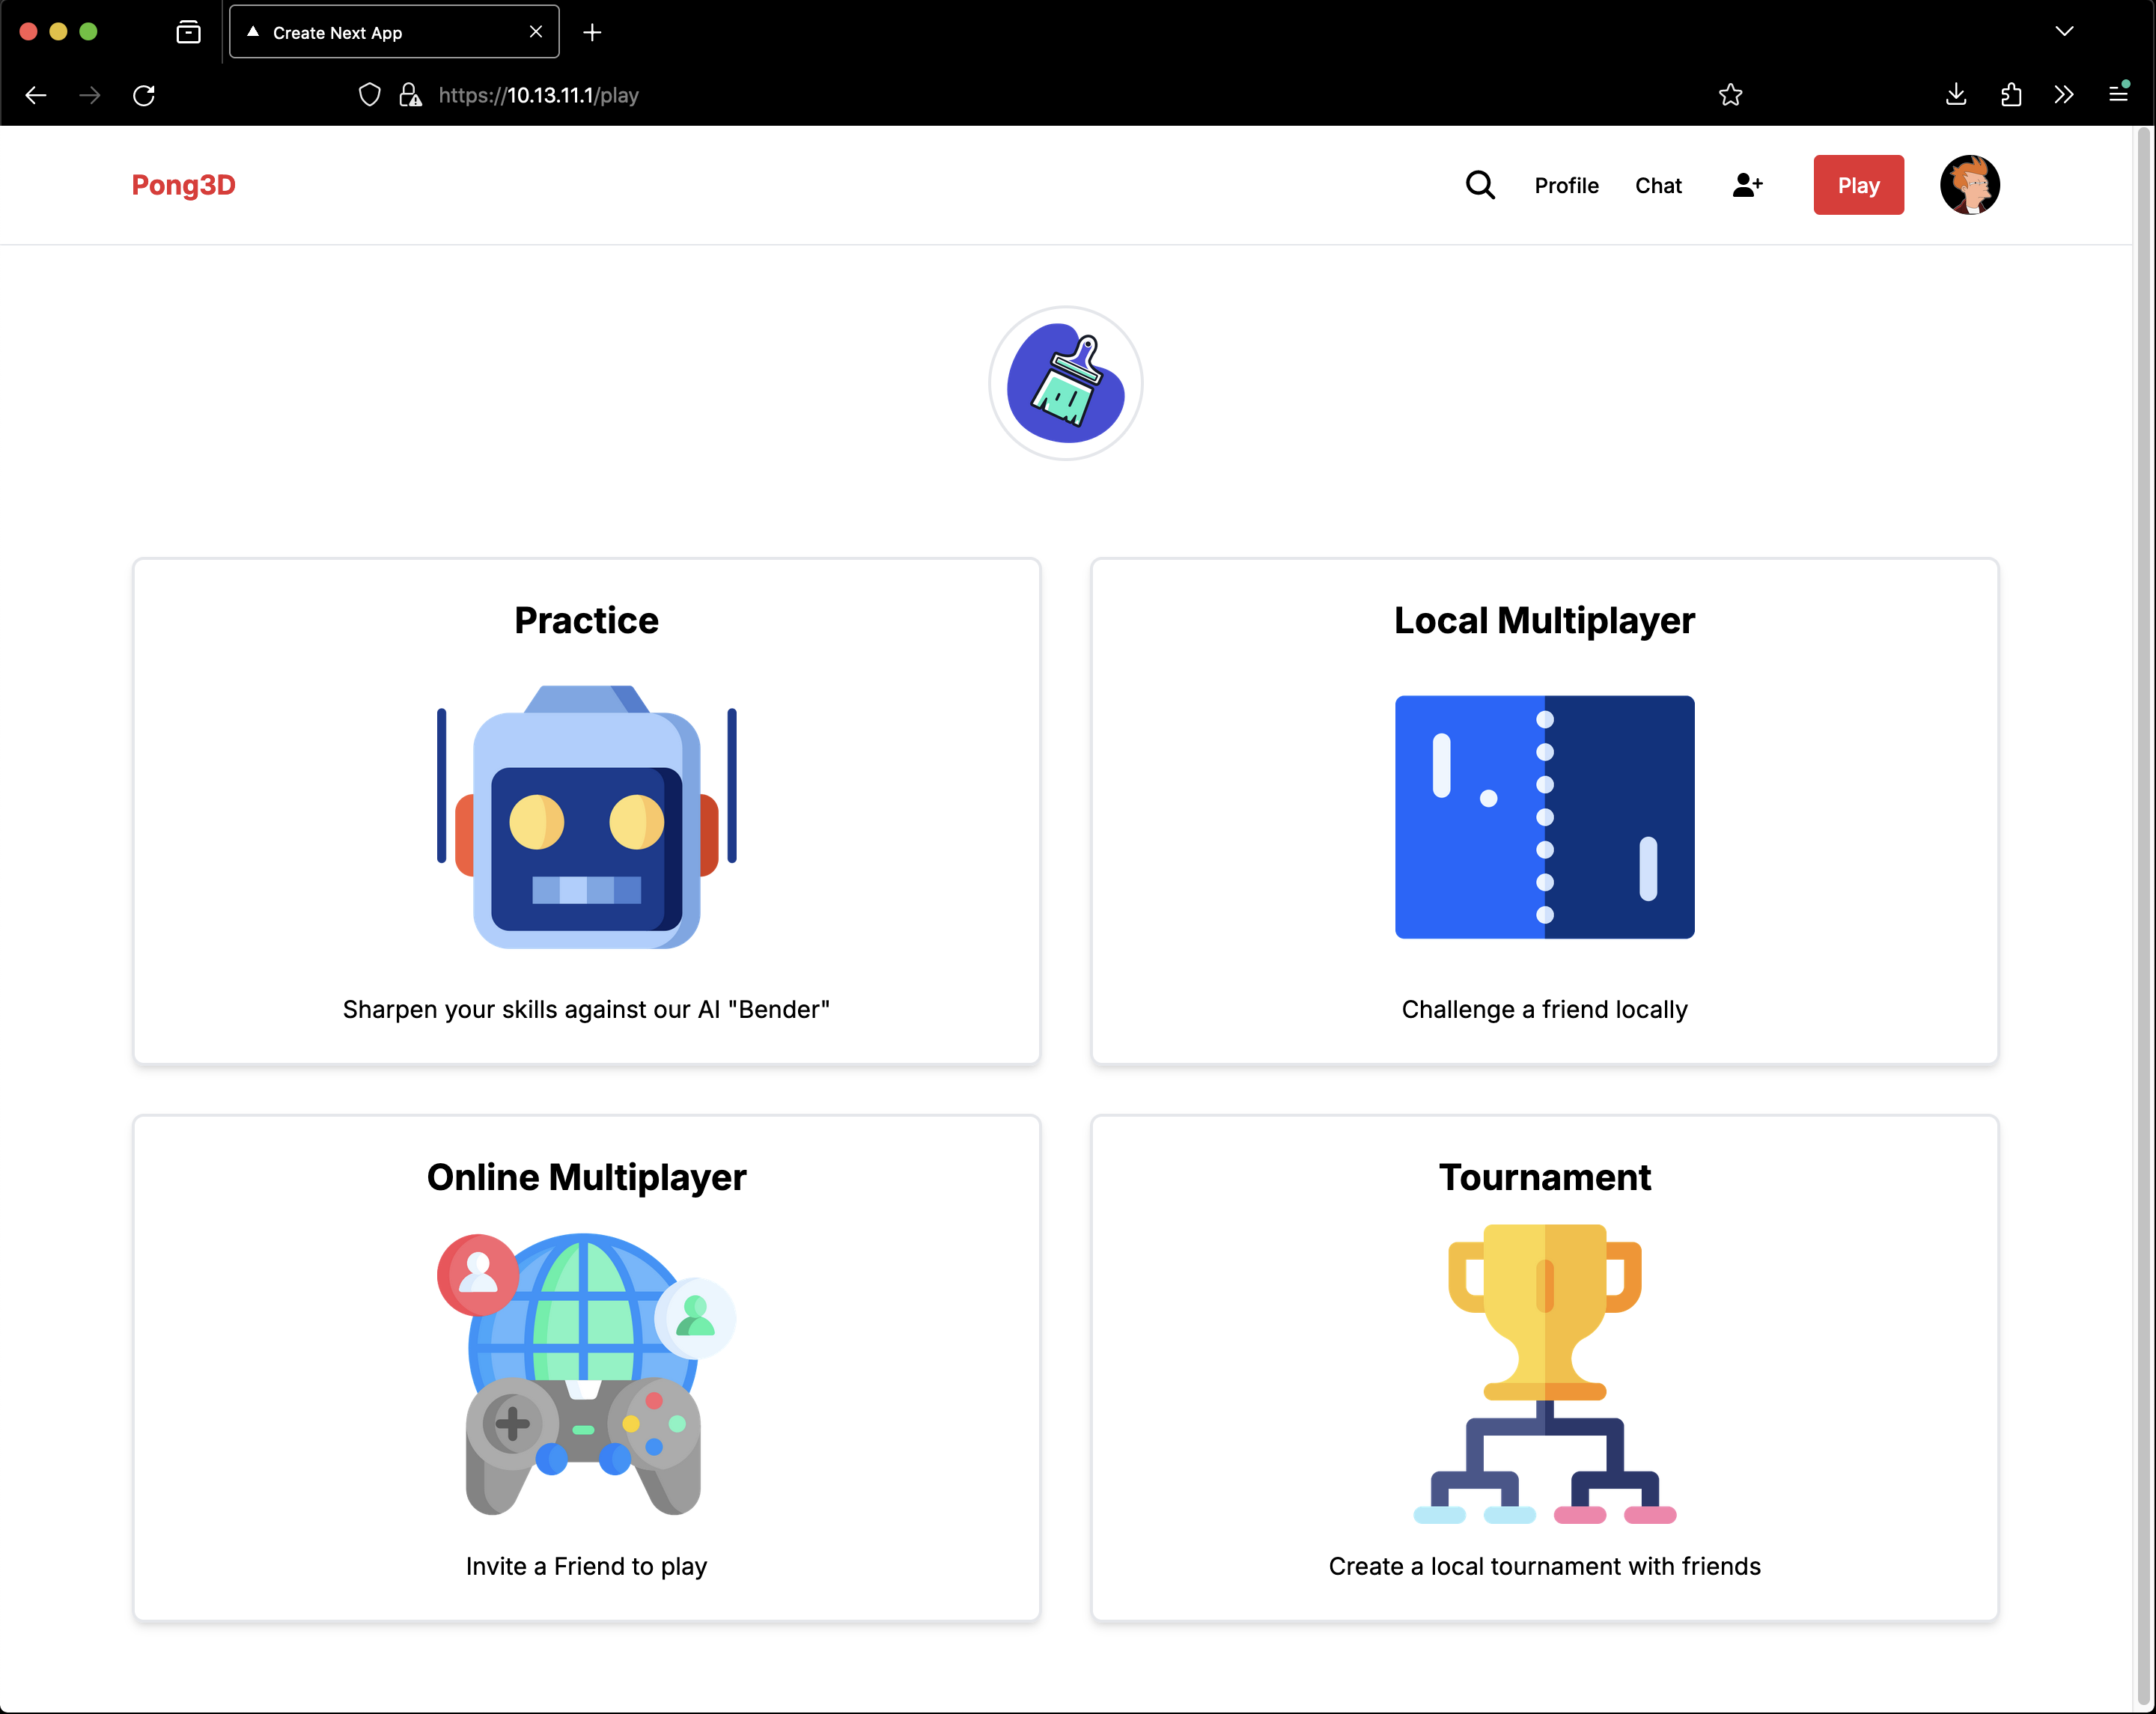 Create Next App
https://10.13.11.1/play
Pong3D
Profile
Chat
Play
Practice
Local Multiplayer
Sharpen your skills against our AI "Bender"
Challenge a friend locally
Online Multiplayer
Tournament
Invite a Friend to play
Create a local tournament with friends